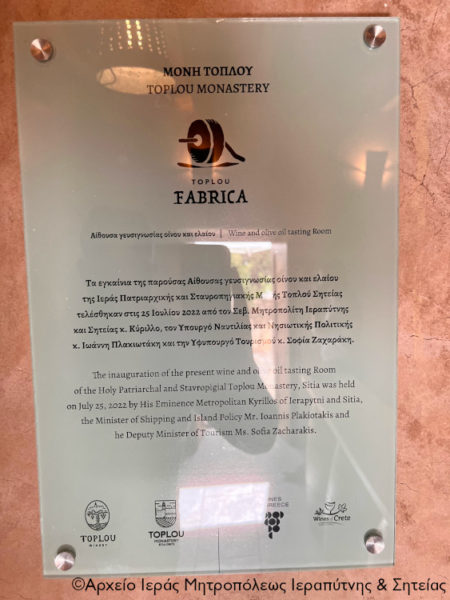 ΜΟΝΗ ΤΟΠΛΟΥ
TOPLOU MONASTERY
TOPLOU
FABRICA
Αίθουσα γευσιγνωσίας οίνου και ελαίου | Wine and olive oil tasting Room
Τα εγκαίνια της παρούσας Αίθουσας γευσιγνωσίας οίνου και ελαίου
της Ιεράς Πατριαρχικής και Σταυροπηγιακής Μονής Τοπλού Σητείας
τελέσθηκαν στις 25 Ιουλίου 2022 από τον Σεβ. Μητροπολίτη Ιεραπύτνης
και Σητείας κ. Κύριλλο, τον Υπουργό Ναυτιλίας και Νησιωτικής Πολιτικής
κ. Ιωάννη Πλακιωτάκη και την Υφυπουργό Τουρισμού κ. Σοφία Ζαχαράκη.
The inauguration of the present wine and olive oil tasting Room
of the Holy Patriarchal and Stavropigial Toplou Monastery, Sitia was held
on July 25, 2022 by His Eminence Metropolitan Kyrillos of Ierapytni and Sitia,
the Minister of Shipping and Island Policy Mr. Ioannis Plakiotakis and
he Deputy Minister of Tourism Ms. Sofia Zacharakis.
TOPLOU
WINERY
TOPLOU
MONASTERY
INES
REECE
Wines of Crete
©Αρχείο Ιεράς Μητροπόλεως Ιεραπύτνης & Σητείας